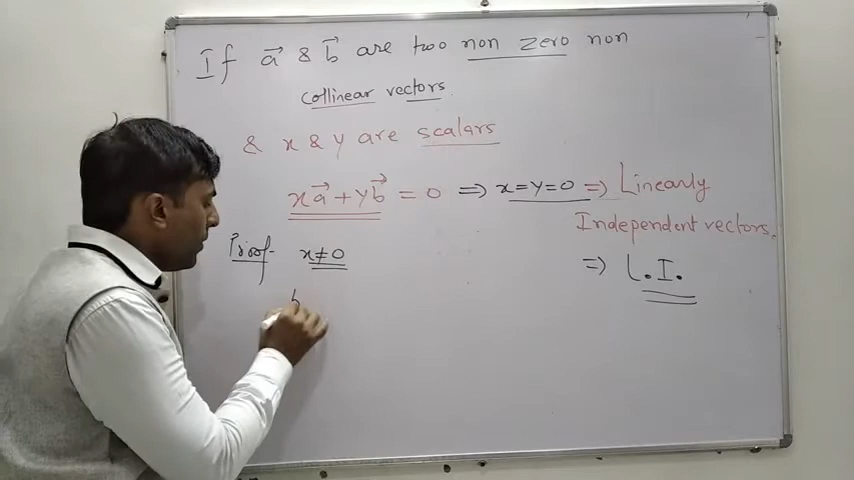 If a⃗ & b⃗ are two non zero non
collinear vectors
& x & y are scalars
xa⃗ + yb⃗ = 0 ⇒ x=y=0 ⇒ Linearly
Independent vectors.
Proof- x≠0
⇒ L.I.